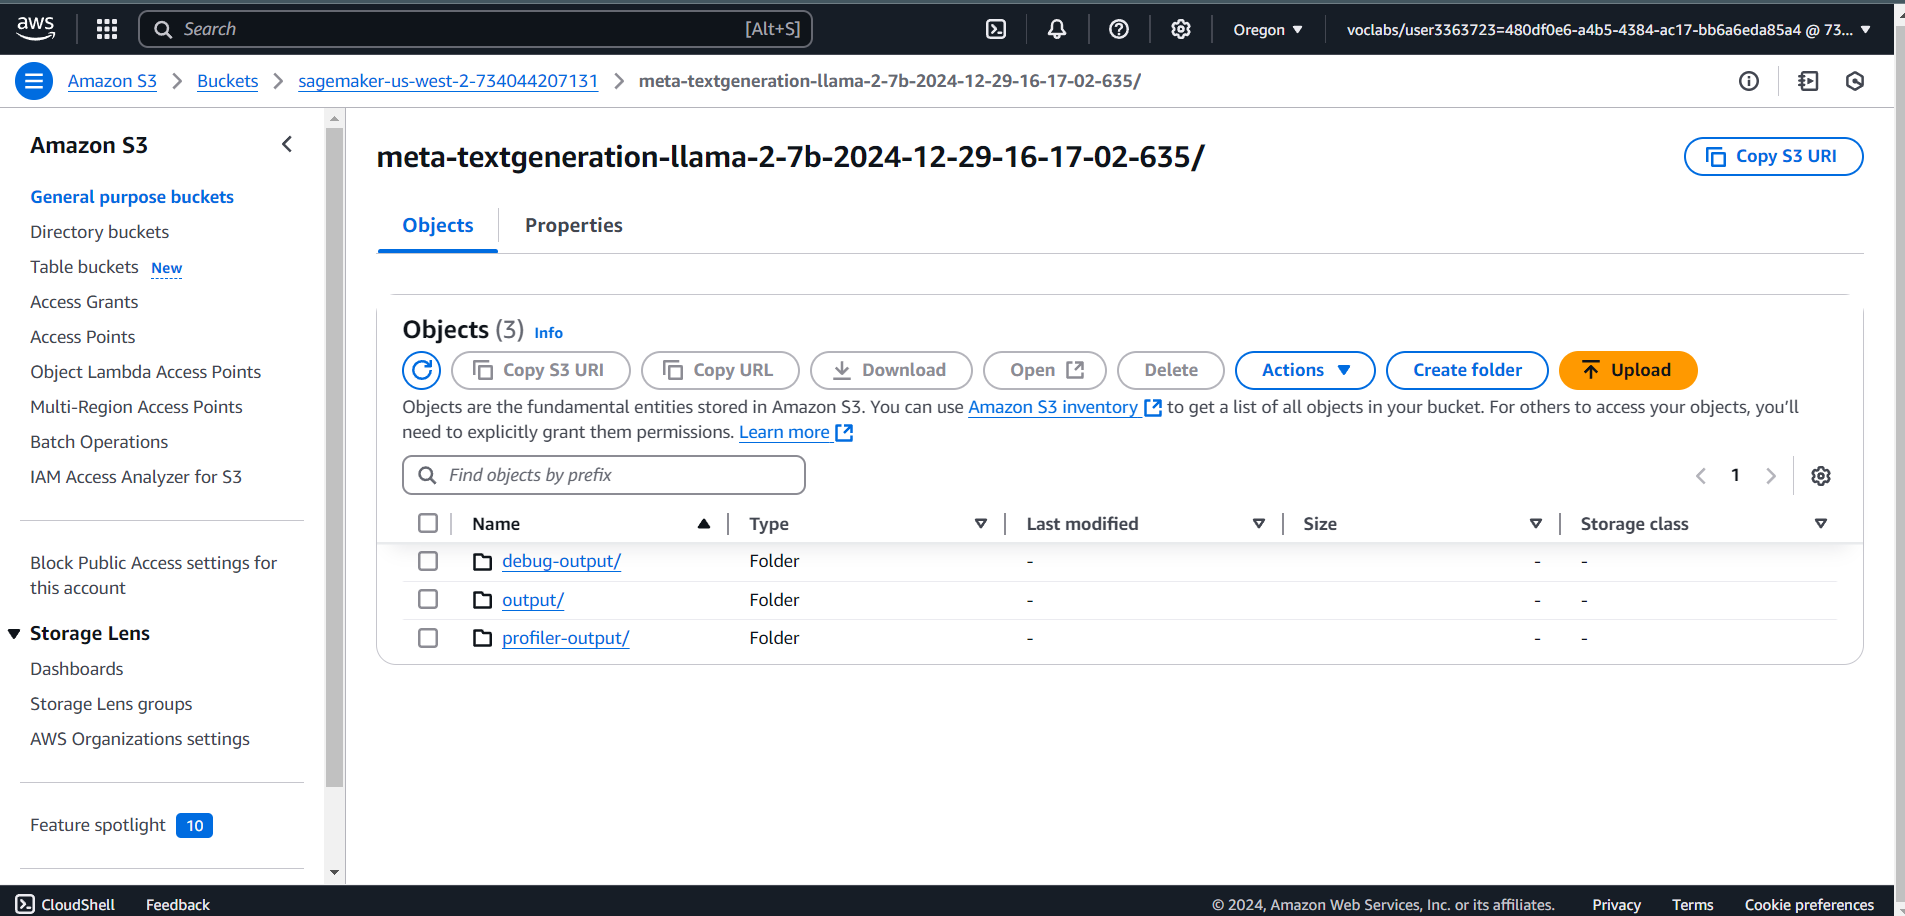 aws
Search [Alt+S]
Oregon
voclabs/user3363723=480df0e6-a4b5-4384-ac17-bb6a6eda85a4 @ 73...
Amazon S3 Buckets sagemaker-us-west-2-734044207131 meta-textgeneration-llama-2-7b-2024-12-29-16-17-02-635/
Amazon S3
General purpose buckets
Directory buckets
Table buckets New
Access Grants
Access Points
Object Lambda Access Points
Multi-Region Access Points
Batch Operations
IAM Access Analyzer for S3
Block Public Access settings for
this account
Storage Lens
Dashboards
Storage Lens groups
AWS Organizations settings
Feature spotlight 10
meta-textgeneration-llama-2-7b-2024-12-29-16-17-02-635/
Copy S3 URI
Objects Properties
Objects (3) Info
Copy S3 URI Copy URL Download Open Delete Actions Create folder Upload
Objects are the fundamental entities stored in Amazon S3. You can use Amazon S3 inventory to get a list of all objects in your bucket. For others to access your objects, you’ll
need to explicitly grant them permissions. Learn more
Find objects by prefix
1
Name Type Last modified Size Storage class
debug-output/ Folder - - -
output/ Folder - - -
profiler-output/ Folder - - -
CloudShell Feedback © 2024, Amazon Web Services, Inc. or its affiliates. Privacy Terms Cookie preferences